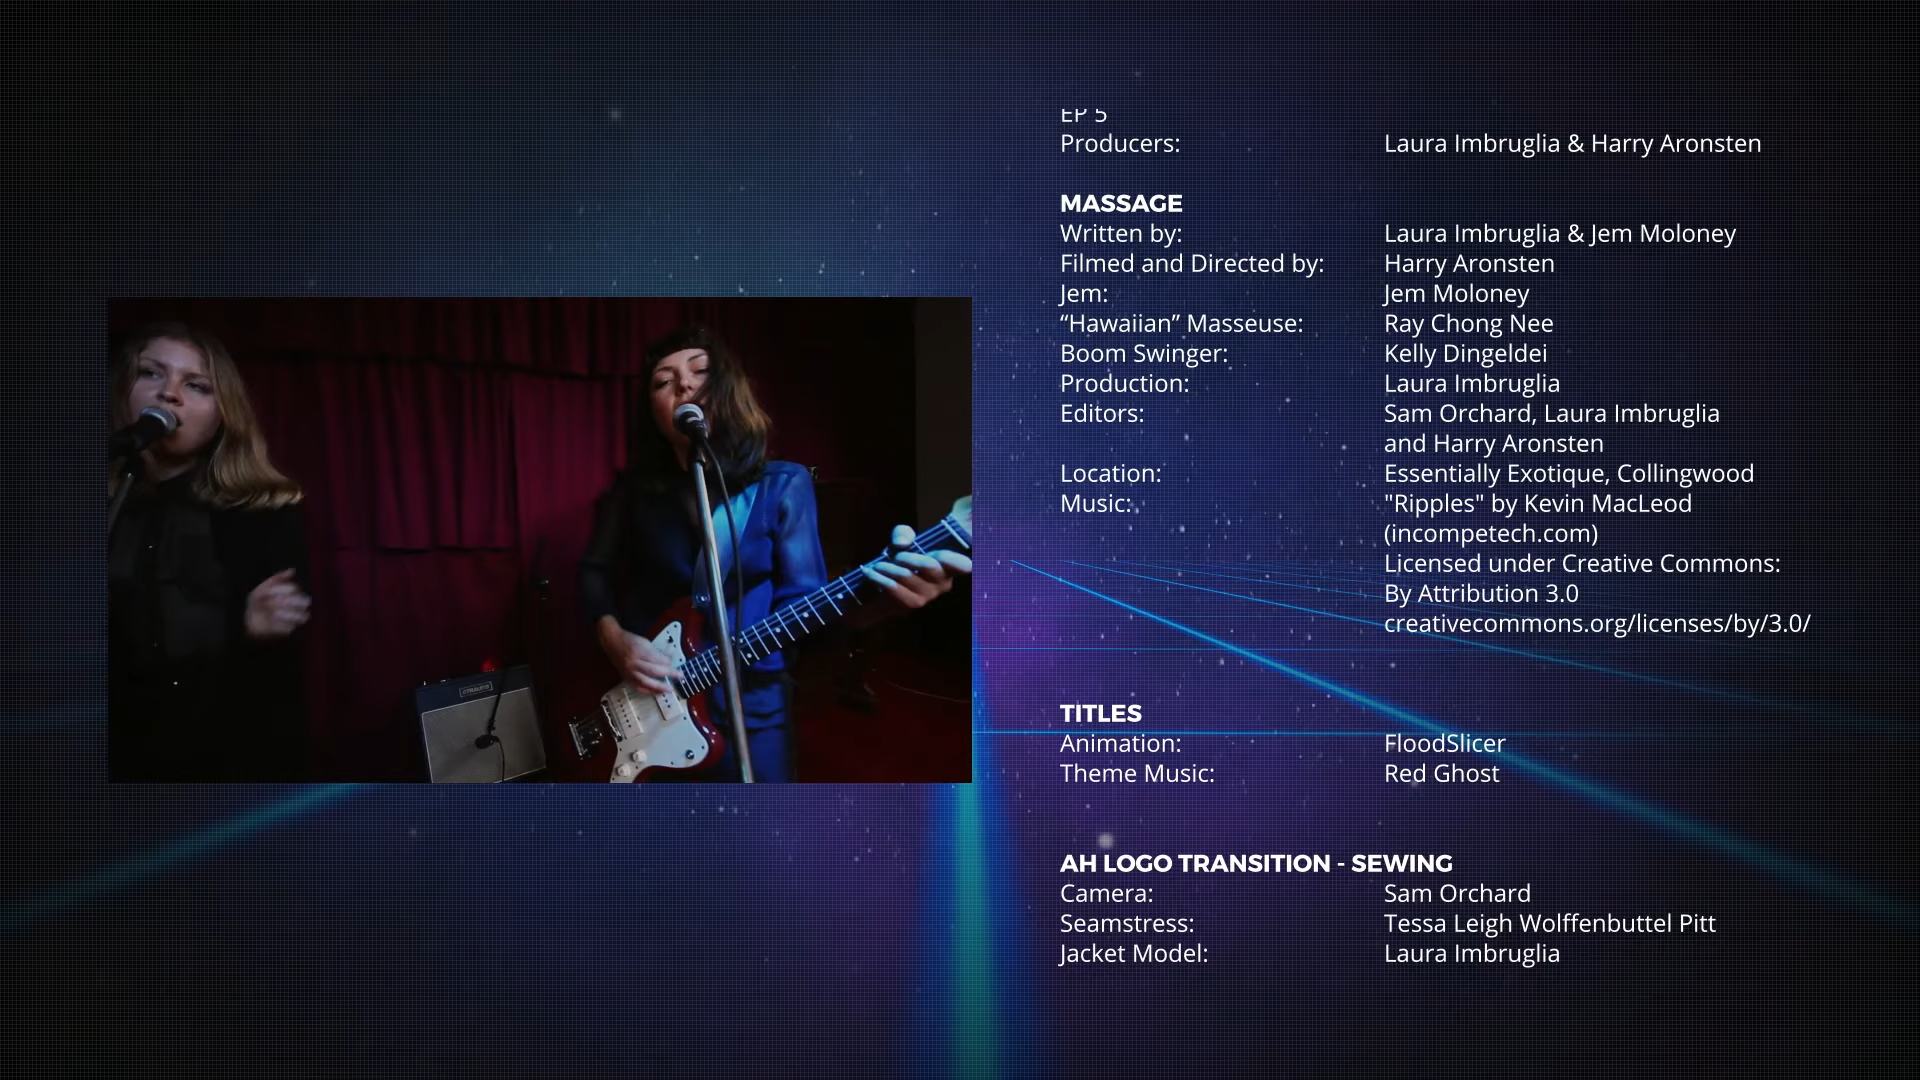 EP 5
Producers: Laura Imbruglia & Harry Aronsten
MASSAGE
Written by: Laura Imbruglia & Jem Moloney
Filmed and Directed by: Harry Aronsten
Jem: Jem Moloney
“Hawaiian” Masseuse: Ray Chong Nee
Boom Swinger: Kelly Dingeldei
Production: Laura Imbruglia
Editors: Sam Orchard, Laura Imbruglia
and Harry Aronsten
Location: Essentially Exotique, Collingwood
Music: "Ripples" by Kevin MacLeod
(incompetech.com)
Licensed under Creative Commons:
By Attribution 3.0
creativecommons.org/licenses/by/3.0/
TITLES
Animation: FloodSlicer
Theme Music: Red Ghost
AH LOGO TRANSITION - SEWING
Camera: Sam Orchard
Seamstress: Tessa Leigh Wolffenbuttel Pitt
Jacket Model: Laura Imbruglia